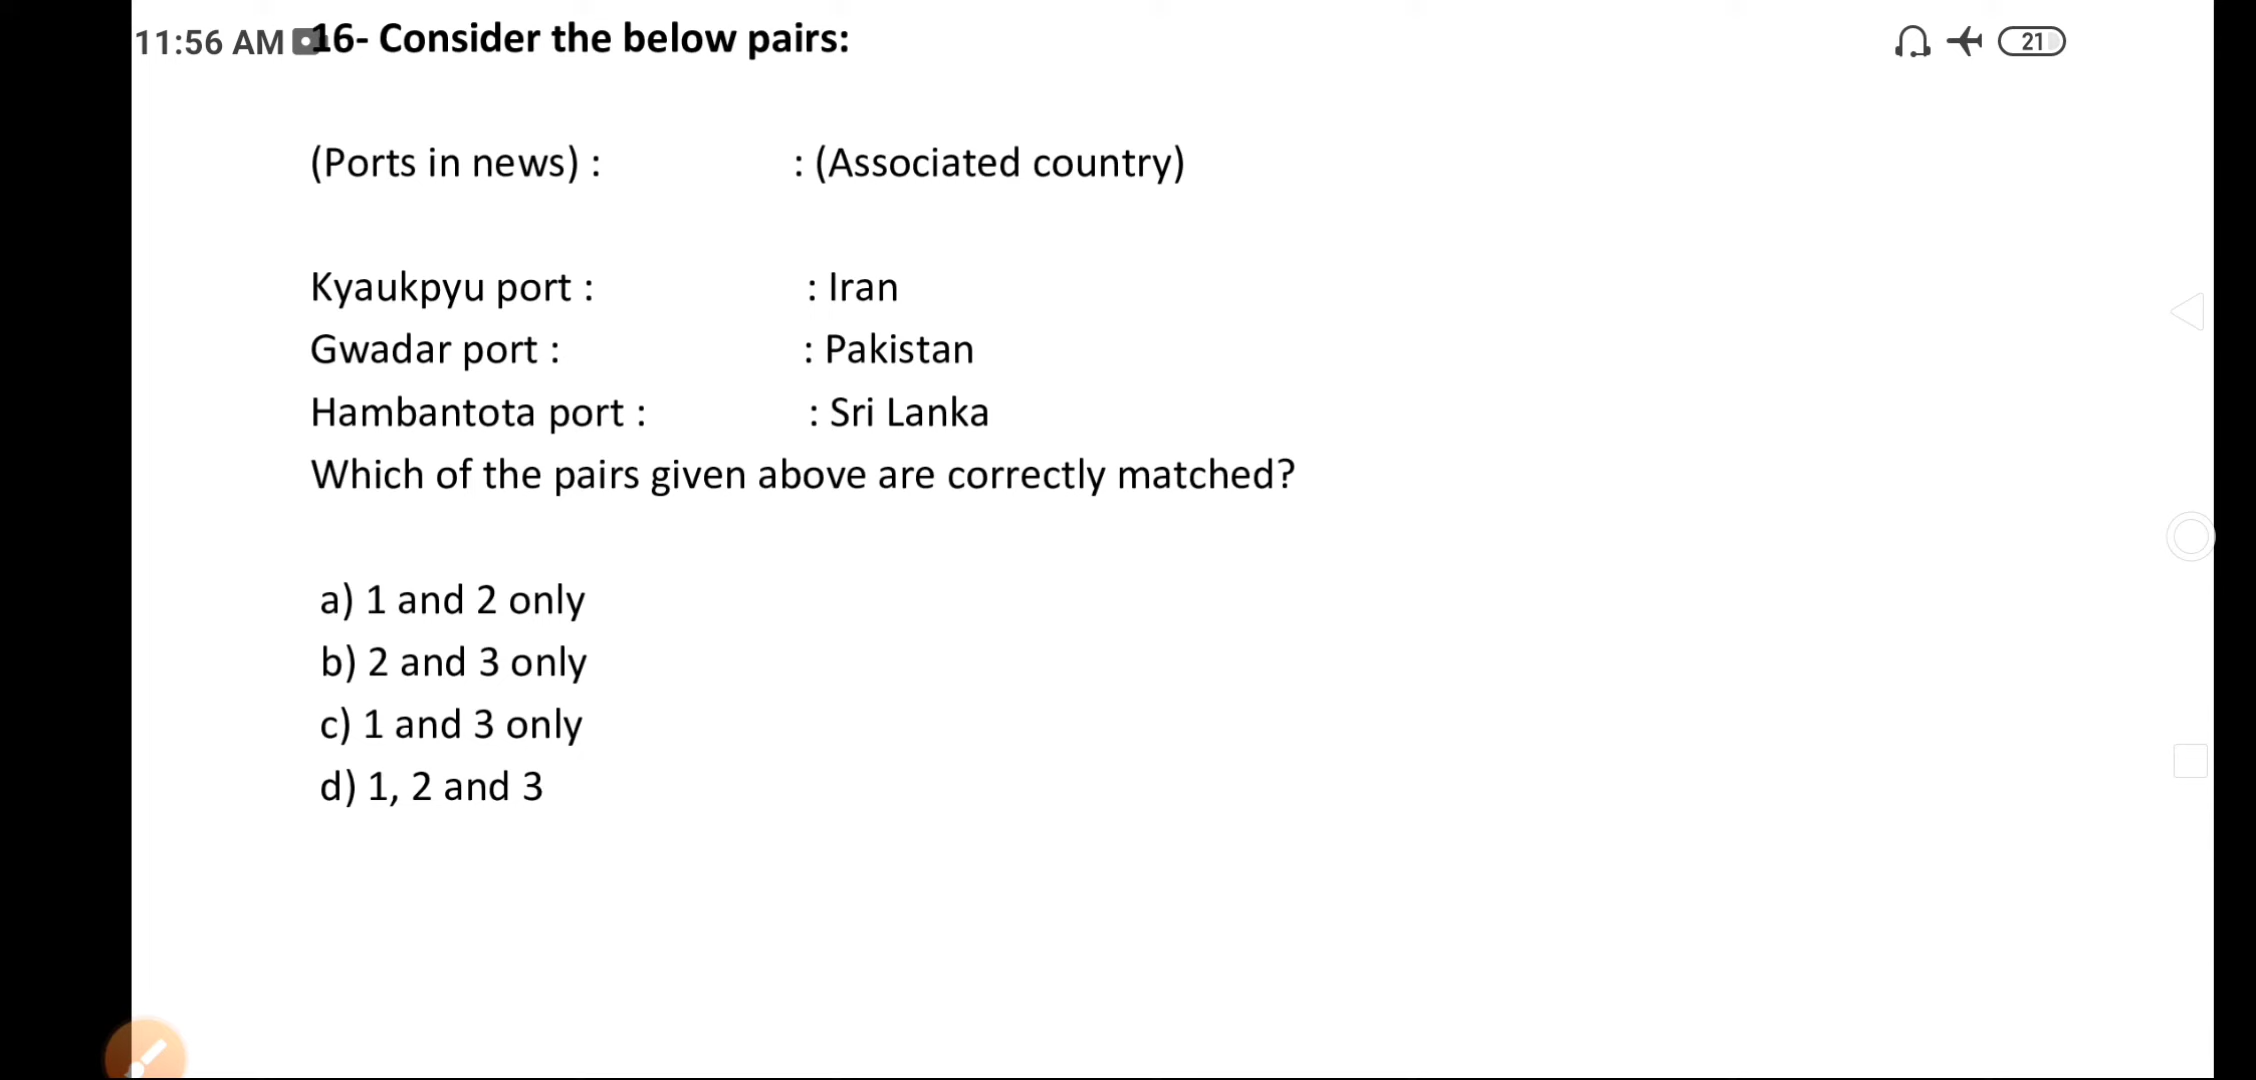 11:56 AM 16- Consider the below pairs: 21
(Ports in news) : : (Associated country)
Kyaukpyu port : : Iran
Gwadar port : : Pakistan
Hambantota port : : Sri Lanka
Which of the pairs given above are correctly matched?
a) 1 and 2 only
b) 2 and 3 only
c) 1 and 3 only
d) 1, 2 and 3